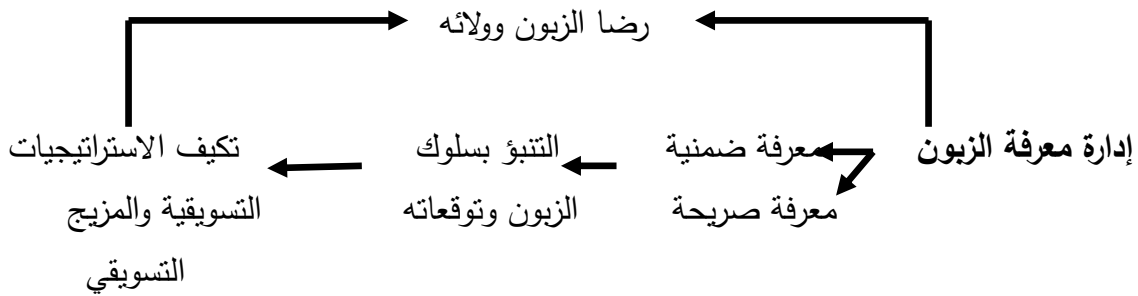 رضا الزبون وولائه
إدارة معرفة الزبون
معرفة ضمنية
معرفة صريحة
التنبؤ بسلوك
الزبون وتوقعاته
تكيف الاستراتيجيات
التسويقية والمزيج
التسويقي